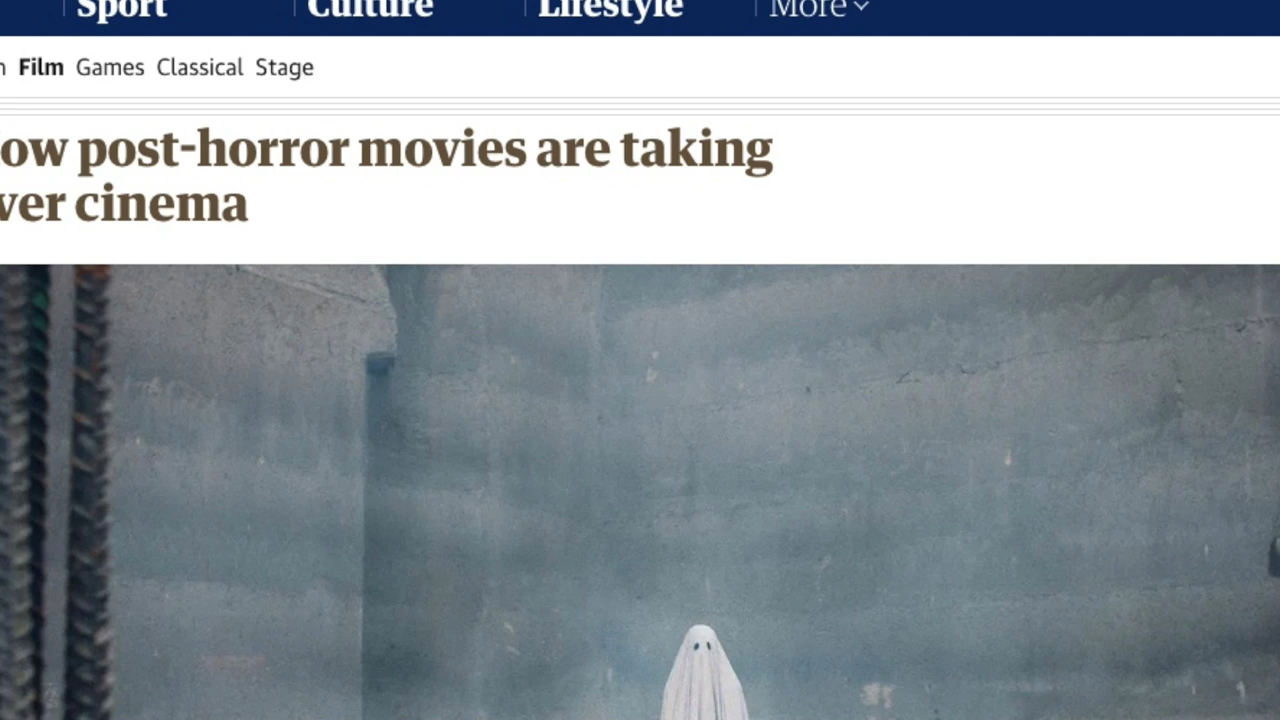 Sport Culture Lifestyle More
Film Games Classical Stage
ow post-horror movies are taking
ver cinema